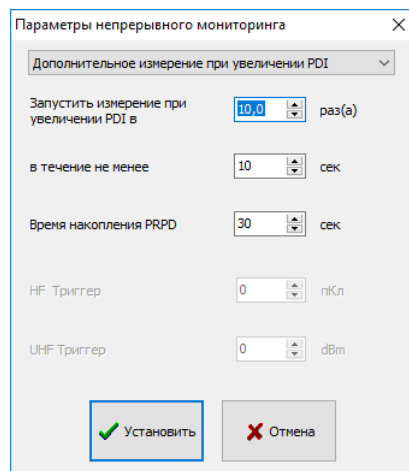 Параметры непрерывного мониторинга
Дополнительное измерение при увеличении PDI
Запустить измерение при
увеличении PDI в
10,0 раз(а)
в течение не менее 10 сек
Время накопления PRPD 30 сек
HF Триггер 0 пКл
UHF Триггер 0 dBm
Установить Отмена